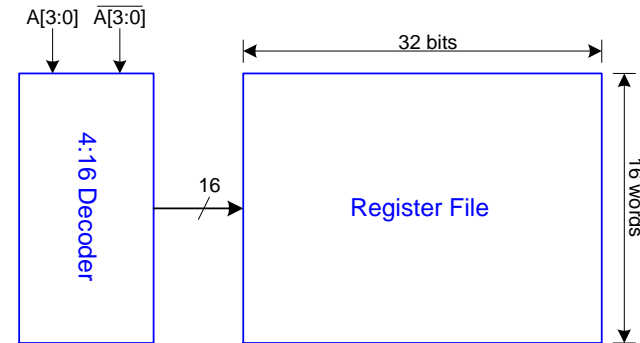 A[3:0] A̅[̅3̅:̅0̅]̅
32 bits
4:16 Decoder
16
Register File
16 words